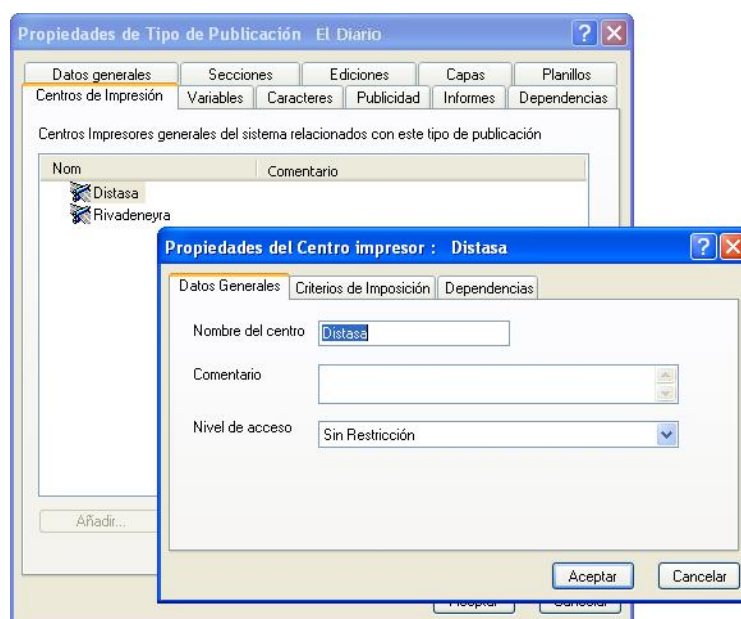 Propiedades de Tipo de Publicación El Diario
Datos generales Secciones Ediciones Capas Planillos
Centros de Impresión Variables Caracteres Publicidad Informes Dependencias
Centros Impresores generales del sistema relacionados con este tipo de publicación
Nom Comentario
Distasa
Rivadeneyra
Propiedades del Centro impresor : Distasa
Datos Generales Criterios de Imposición Dependencias
Nombre del centro Distasa
Comentario
Nivel de acceso Sin Restricción
Añadir...
Aceptar Cancelar
Aceptar Cancelar